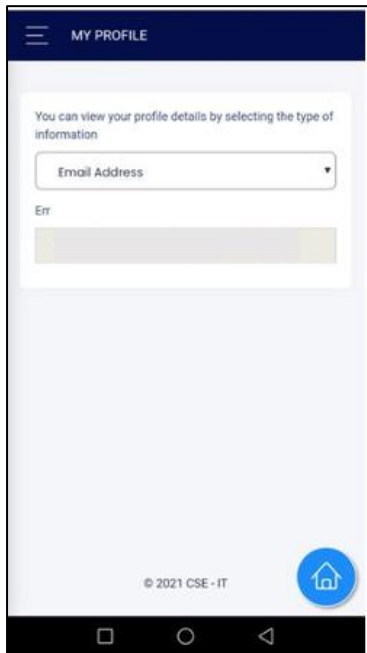 MY PROFILE
You can view your profile details by selecting the type of
information
Email Address
Err
© 2021 CSE - IT